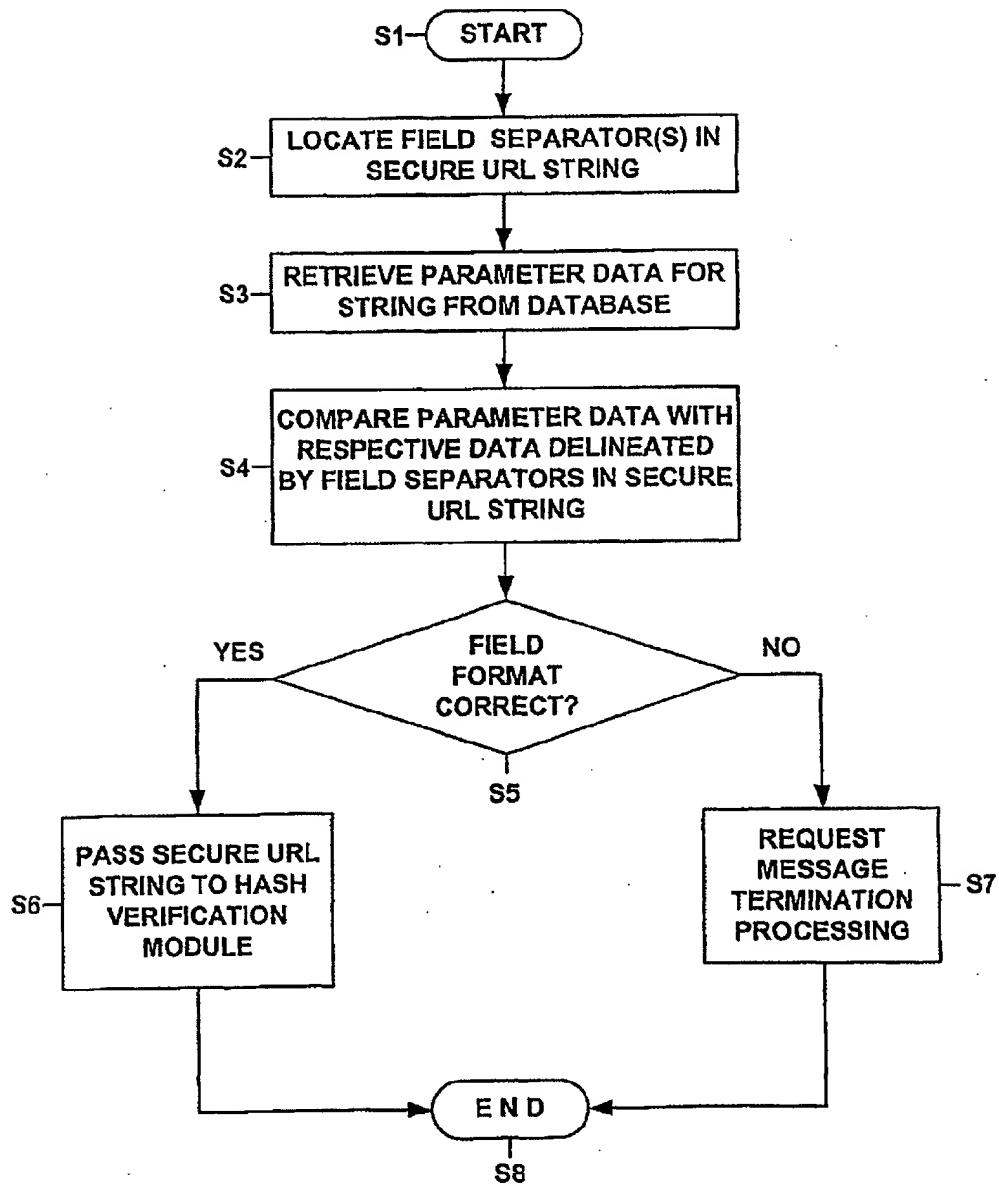 S1
START
S2
LOCATE FIELD SEPARATOR(S) IN
SECURE URL STRING
S3
RETRIEVE PARAMETER DATA FOR
STRING FROM DATABASE
S4
COMPARE PARAMETER DATA WITH
RESPECTIVE DATA DELINEATED
BY FIELD SEPARATORS IN SECURE
URL STRING
YES
FIELD
FORMAT
CORRECT?
NO
S5
S6
PASS SECURE URL
STRING TO HASH
VERIFICATION
MODULE
REQUEST
MESSAGE
TERMINATION
PROCESSING
S7
END
S8